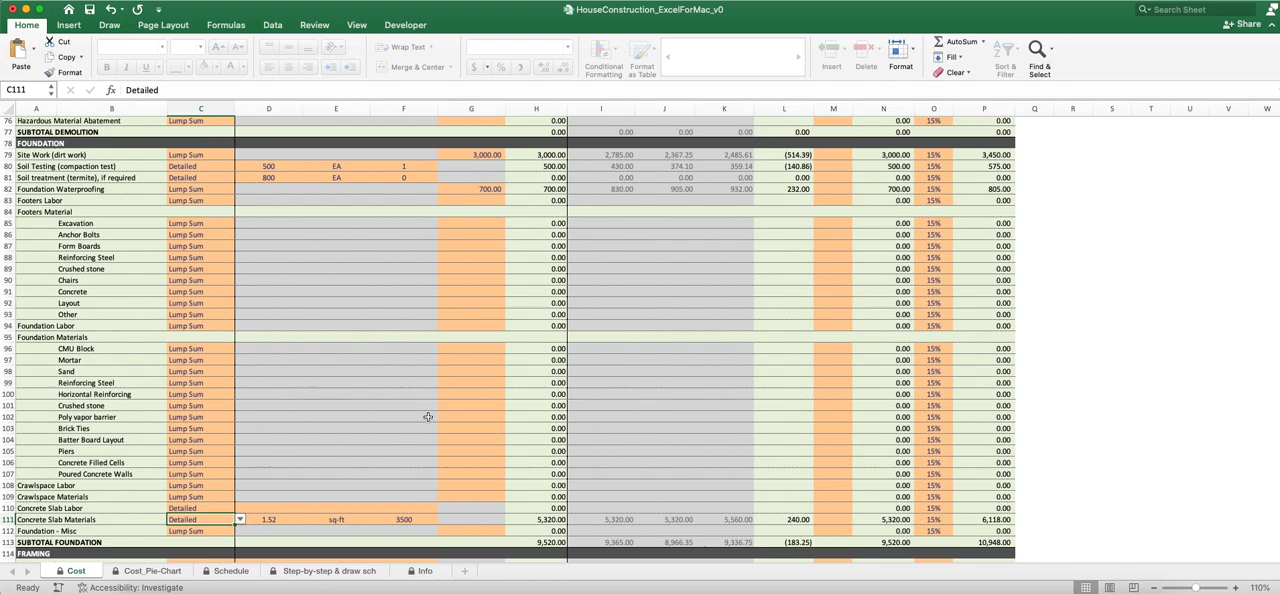 HouseConstruction_ExcelForMac_v0
Search Sheet
Home Insert Draw Page Layout Formulas Data Review View Developer Share
Paste Cut Copy Format B I U Wrap Text Merge & Center $ % Conditional Formatting Format as Table Insert Delete Format AutoSum Fill Clear Sort & Filter Find & Select
C111 fx Detailed
A B C D E F G H I J K L M N O P Q R S T U V W
76 Hazardous Material Abatement Lump Sum 0.00 0.00 15% 0.00
77 SUBTOTAL DEMOLITION 0.00 0.00 0.00 0.00 0.00 0.00 0.00
78 FOUNDATION
79 Site Work (dirt work) Lump Sum 3,000.00 3,000.00 2,785.00 2,367.25 2,485.61 (514.39) 3,000.00 15% 3,450.00
80 Soil Testing (compaction test) Detailed 500 EA 1 500.00 430.00 374.10 359.14 (140.86) 500.00 15% 575.00
81 Soil treatment (termite), if required Detailed 800 EA 0 0.00 0.00 0.00 0.00 0.00 0.00 15% 0.00
82 Foundation Waterproofing Lump Sum 700.00 700.00 830.00 905.00 932.00 232.00 700.00 15% 805.00
83 Footers Labor Lump Sum 0.00 0.00 15% 0.00
84 Footers Material
85 Excavation Lump Sum 0.00 0.00 15% 0.00
86 Anchor Bolts Lump Sum 0.00 0.00 15% 0.00
87 Form Boards Lump Sum 0.00 0.00 15% 0.00
88 Reinforcing Steel Lump Sum 0.00 0.00 15% 0.00
89 Crushed stone Lump Sum 0.00 0.00 15% 0.00
90 Chairs Lump Sum 0.00 0.00 15% 0.00
91 Concrete Lump Sum 0.00 0.00 15% 0.00
92 Layout Lump Sum 0.00 0.00 15% 0.00
93 Other Lump Sum 0.00 0.00 15% 0.00
94 Foundation Labor Lump Sum 0.00 0.00 15% 0.00
95 Foundation Materials
96 CMU Block Lump Sum 0.00 0.00 15% 0.00
97 Mortar Lump Sum 0.00 0.00 15% 0.00
98 Sand Lump Sum 0.00 0.00 15% 0.00
99 Reinforcing Steel Lump Sum 0.00 0.00 15% 0.00
100 Horizontal Reinforcing Lump Sum 0.00 0.00 15% 0.00
101 Crushed stone Lump Sum 0.00 0.00 15% 0.00
102 Poly vapor barrier Lump Sum 0.00 0.00 15% 0.00
103 Brick Ties Lump Sum 0.00 0.00 15% 0.00
104 Batter Board Layout Lump Sum 0.00 0.00 15% 0.00
105 Piers Lump Sum 0.00 0.00 15% 0.00
106 Concrete Filled Cells Lump Sum 0.00 0.00 15% 0.00
107 Poured Concrete Walls Lump Sum 0.00 0.00 15% 0.00
108 Crawlspace Labor Lump Sum 0.00 0.00 15% 0.00
109 Crawlspace Materials Lump Sum 0.00 0.00 15% 0.00
110 Concrete Slab Labor Detailed 0.00 0.00 15% 0.00
111 Concrete Slab Materials Detailed 1.52 sq-ft 3500 5,320.00 5,320.00 5,320.00 5,560.00 240.00 5,320.00 15% 6,118.00
112 Foundation - Misc Lump Sum 0.00 0.00 15% 0.00
113 SUBTOTAL FOUNDATION 9,520.00 9,365.00 8,966.35 9,336.75 (183.25) 9,520.00 10,948.00
114 FRAMING
Cost Cost_Pie-Chart Schedule Step-by-step & draw sch Info
Ready Accessibility: Investigate 110%